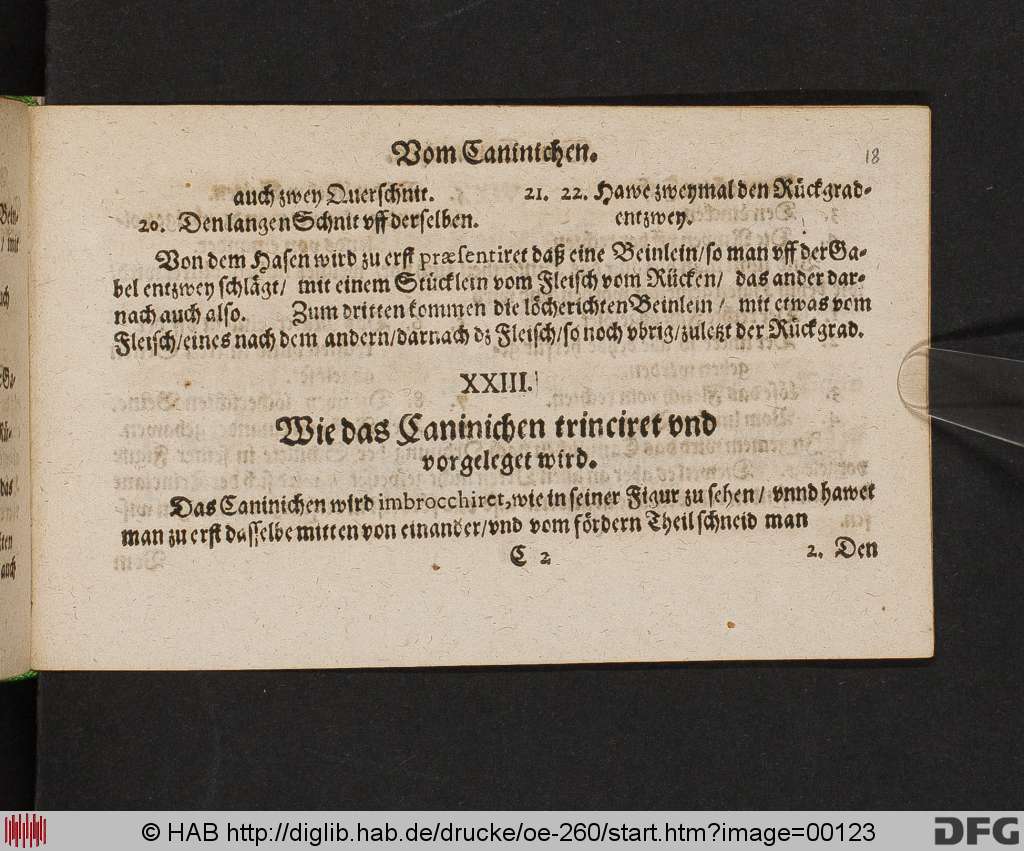 Vom Caninichen.
18
auch zwey Querschnit.
20. Den langen Schnit vff derselben.
21. 22. Hawe zweymal den Rückgrad-
entzwey.
Von dem Hasen wird zu erst præsentiret daß eine Beinlein/so man vff der Ga-
bel entzwey schlägt/ mit einem Stücklein vom Fleisch vom Rücken/ das ander dar-
nach auch also. Zum dritten kommen die löcherichten Beinlein/ mit etwas vom
Fleisch/eines nach dem andern/darnach dz Fleisch/so noch vbrig/zuletzt der Rückgrad.
XXIII.
Wie das Caninichen trinciret vnd
vorgeleget wird.
Das Caninichen wird imbrocchiret, wie in seiner Figur zu sehen/ vnnd hawet
man zu erst dasselbe mitten von einander/vnd vom fördern Theil schneid man
C 2
2. Den
© HAB http://diglib.hab.de/drucke/oe-260/start.htm?image=00123
DFG